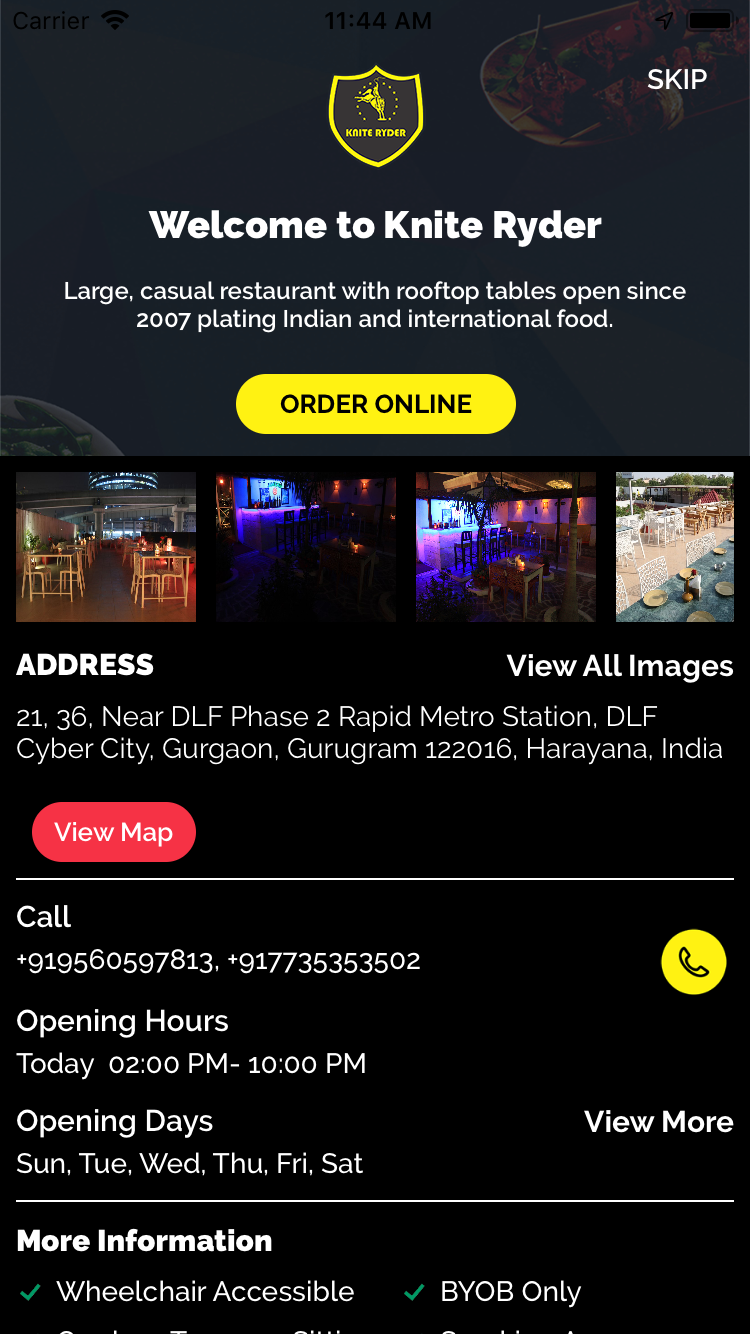 Carrier 11:44 AM
SKIP
KNITE RYDER
Welcome to Knite Ryder
Large, casual restaurant with rooftop tables open since
2007 plating Indian and international food.
ORDER ONLINE
ADDRESS
View All Images
21, 36, Near DLF Phase 2 Rapid Metro Station, DLF
Cyber City, Gurgaon, Gurugram 122016, Harayana, India
View Map
Call
+919560597813, +917735353502
Opening Hours
Today 02:00 PM- 10:00 PM
Opening Days
View More
Sun, Tue, Wed, Thu, Fri, Sat
More Information
Wheelchair Accessible
BYOB Only